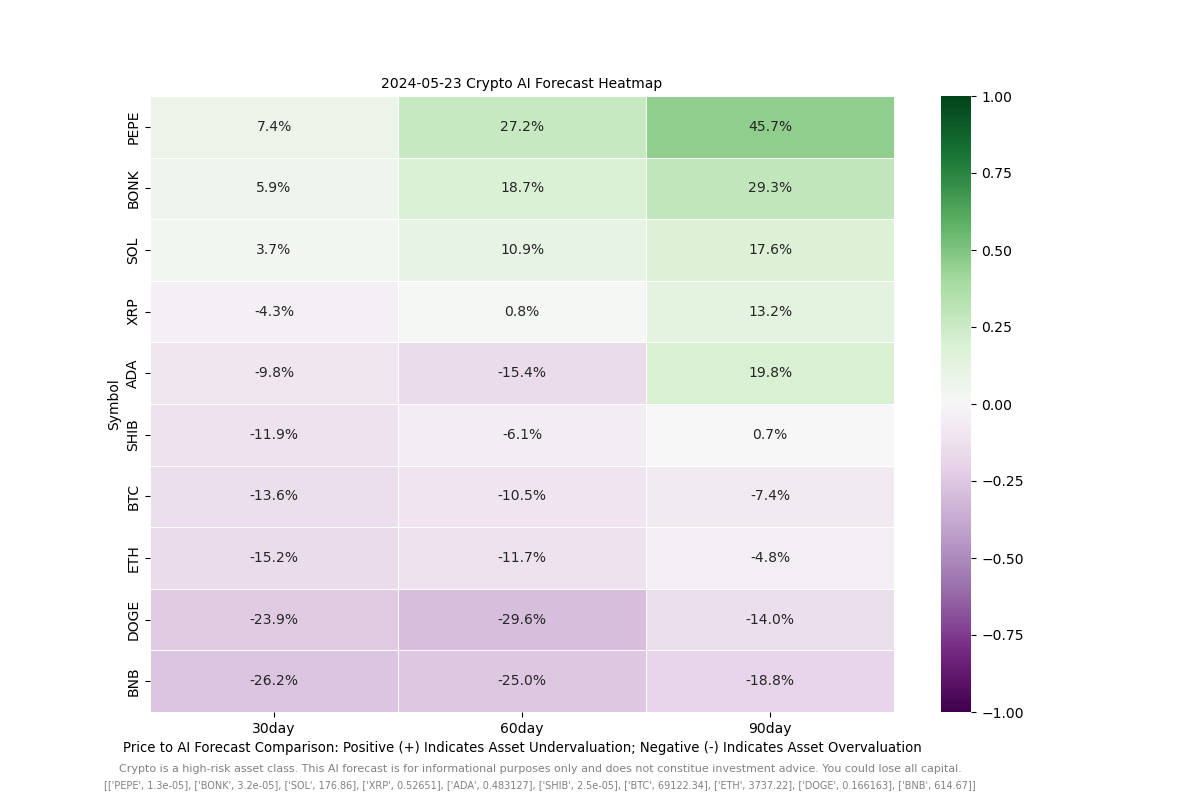 2024-05-23 Crypto AI Forecast Heatmap
PEPE 7.4% 27.2% 45.7%
BONK 5.9% 18.7% 29.3%
SOL 3.7% 10.9% 17.6%
XRP -4.3% 0.8% 13.2%
ADA -9.8% -15.4% 19.8%
SHIB -11.9% -6.1% 0.7%
BTC -13.6% -10.5% -7.4%
ETH -15.2% -11.7% -4.8%
DOGE -23.9% -29.6% -14.0%
BNB -26.2% -25.0% -18.8%
Symbol
30day 60day 90day
1.00
0.75
0.50
0.25
0.00
−0.25
−0.50
−0.75
−1.00
Price to AI Forecast Comparison: Positive (+) Indicates Asset Undervaluation; Negative (-) Indicates Asset Overvaluation
Crypto is a high-risk asset class. This AI forecast is for informational purposes only and does not constitute investment advice. You could lose all capital.
[['PEPE', 1.3e-05], ['BONK', 3.2e-05], ['SOL', 176.86], ['XRP', 0.52651], ['ADA', 0.483127], ['SHIB', 2.5e-05], ['BTC', 69122.34], ['ETH', 3737.22], ['DOGE', 0.166163], ['BNB', 614.67]]